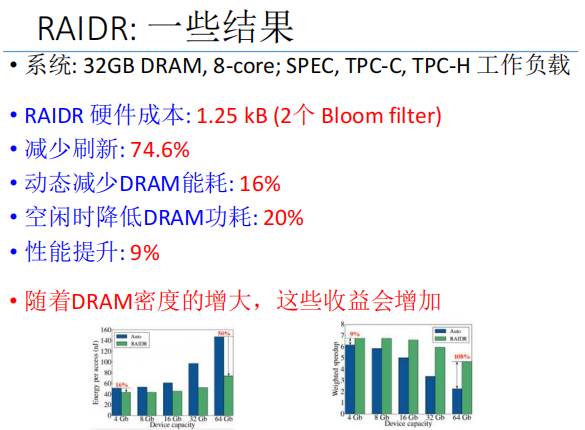 RAIDR: 一些结果
• 系统: 32GB DRAM, 8-core; SPEC, TPC-C, TPC-H 工作负载
• RAIDR 硬件成本: 1.25 kB (2个 Bloom filter)
• 减少刷新: 74.6%
• 动态减少DRAM能耗: 16%
• 空闲时降低DRAM功耗: 20%
• 性能提升: 9%
• 随着DRAM密度的增大，这些收益会增加
160
140
120
100
80
60
40
20
0
Energy per access (nJ)
Auto
RAIDR
16%
50%
4 Gb 8 Gb 16 Gb 32 Gb 64 Gb
Device capacity
8
7
6
5
4
3
2
1
0
Weighted speedup
Auto
RAIDR
9%
108%
4 Gb 8 Gb 16 Gb 32 Gb 64 Gb
Device capacity